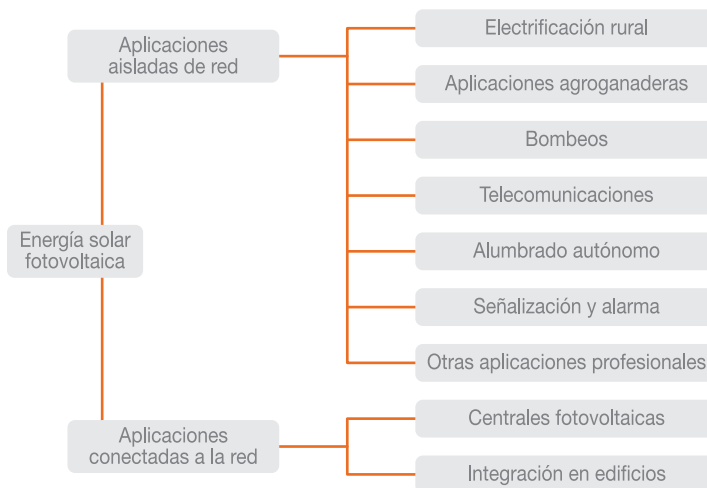 Aplicaciones
aisladas de red
Electrificación rural
Aplicaciones agroganaderas
Bombeos
Telecomunicaciones
Alumbrado autónomo
Señalización y alarma
Otras aplicaciones profesionales
Energía solar
fotovoltaica
Aplicaciones
conectadas a la red
Centrales fotovoltaicas
Integración en edificios